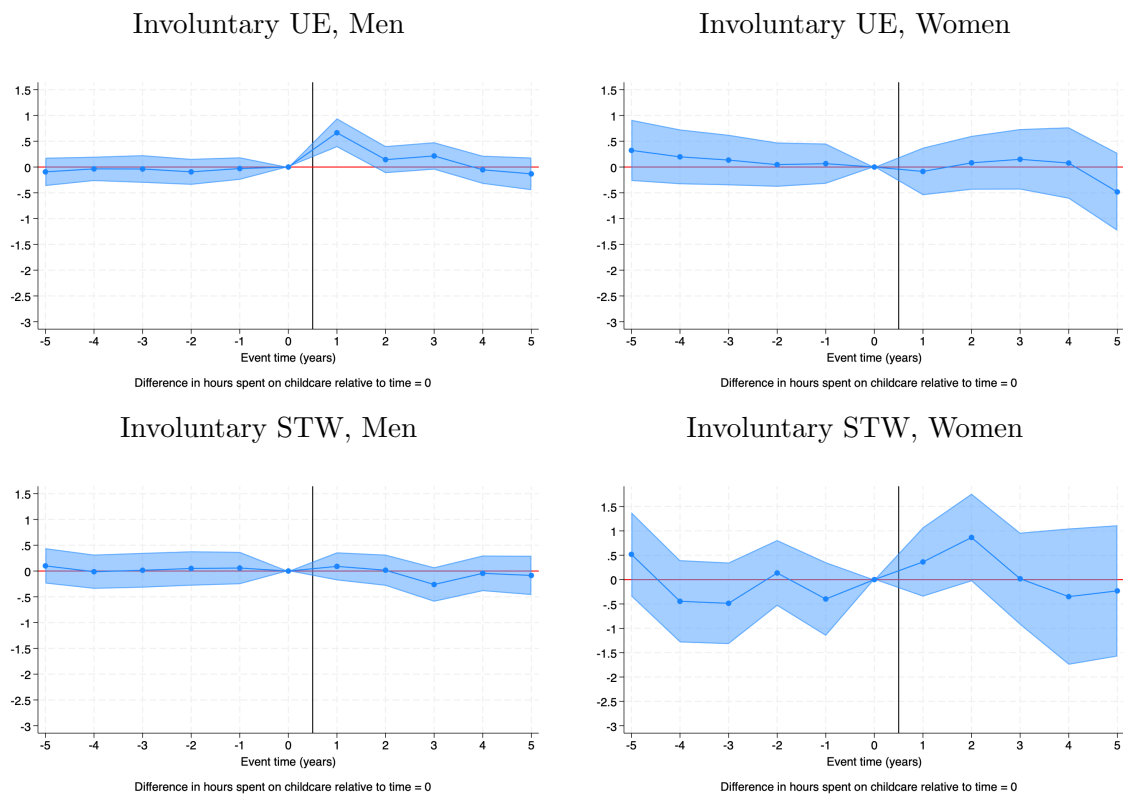 Involuntary UE, Men
1.5
1
.5
0
-.5
-1
-1.5
-2
-2.5
-3
-5 -4 -3 -2 -1 0 1 2 3 4 5
Event time (years)
Difference in hours spent on childcare relative to time = 0
Involuntary UE, Women
1.5
1
.5
0
-.5
-1
-1.5
-2
-2.5
-3
-5 -4 -3 -2 -1 0 1 2 3 4 5
Event time (years)
Difference in hours spent on childcare relative to time = 0
Involuntary STW, Men
1.5
1
.5
0
-.5
-1
-1.5
-2
-2.5
-3
-5 -4 -3 -2 -1 0 1 2 3 4 5
Event time (years)
Difference in hours spent on childcare relative to time = 0
Involuntary STW, Women
1.5
1
.5
0
-.5
-1
-1.5
-2
-2.5
-3
-5 -4 -3 -2 -1 0 1 2 3 4 5
Event time (years)
Difference in hours spent on childcare relative to time = 0